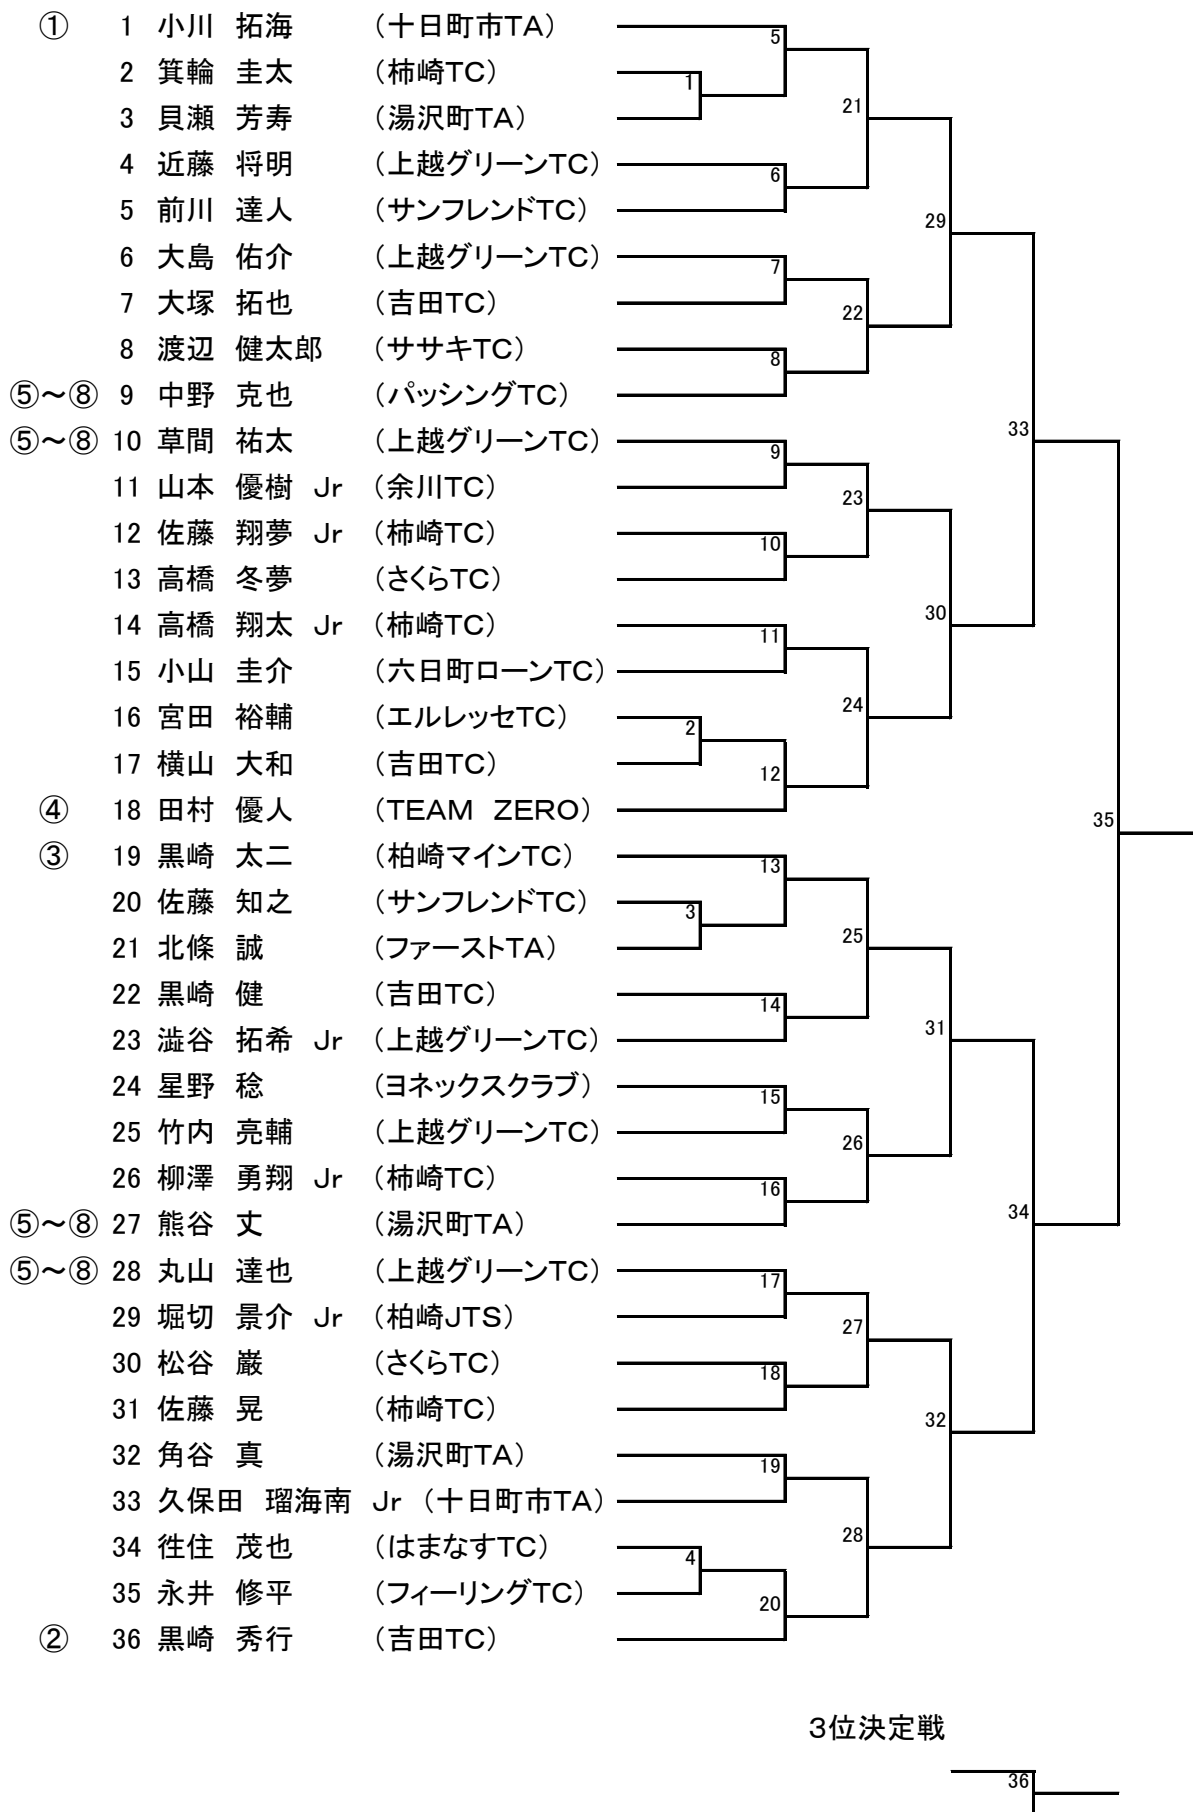 ① 1 小川 拓海 (十日町市TA)
2 箕輪 圭太 (柿崎TC)
3 貝瀬 芳寿 (湯沢町TA)
4 近藤 将明 (上越グリーンTC)
5 前川 達人 (サンフレンドTC)
6 大島 佑介 (上越グリーンTC)
7 大塚 拓也 (吉田TC)
8 渡辺 健太郎 (ササキTC)
⑤～⑧ 9 中野 克也 (パッシングTC)
⑤～⑧ 10 草間 祐太 (上越グリーンTC)
11 山本 優樹 Jr (余川TC)
12 佐藤 翔夢 Jr (柿崎TC)
13 高橋 冬夢 (さくらTC)
14 高橋 翔太 Jr (柿崎TC)
15 小山 圭介 (六日町ローンTC)
16 宮田 裕輔 (エルレッセTC)
17 横山 大和 (吉田TC)
④ 18 田村 優人 (TEAM ZERO)
③ 19 黒崎 太二 (柏崎マインTC)
20 佐藤 知之 (サンフレンドTC)
21 北條 誠 (ファーストTA)
22 黒崎 健 (吉田TC)
23 澁谷 拓希 Jr (上越グリーンTC)
24 星野 稔 (ヨネックスクラブ)
25 竹内 亮輔 (上越グリーンTC)
26 柳澤 勇翔 Jr (柿崎TC)
⑤～⑧ 27 熊谷 丈 (湯沢町TA)
⑤～⑧ 28 丸山 達也 (上越グリーンTC)
29 堀切 景介 Jr (柏崎JTS)
30 松谷 巌 (さくらTC)
31 佐藤 晃 (柿崎TC)
32 角谷 真 (湯沢町TA)
33 久保田 瑠海南 Jr (十日町市TA)
34 徃住 茂也 (はまなすTC)
35 永井 修平 (フィーリングTC)
② 36 黒崎 秀行 (吉田TC)
1
2
3
4
5
6
7
8
9
10
11
12
13
14
15
16
17
18
19
20
21
22
23
24
25
26
27
28
29
30
31
32
33
34
35
3位決定戦
36